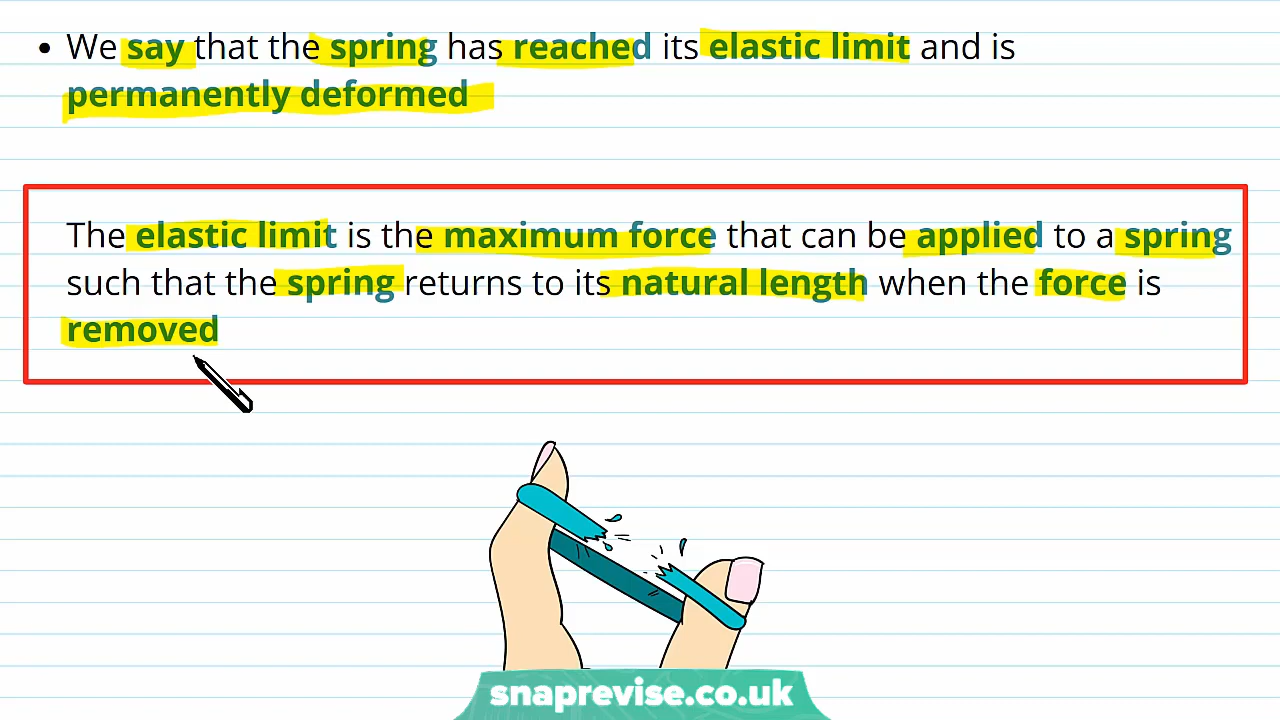 • We say that the spring has reached its elastic limit and is
permanently deformed
The elastic limit is the maximum force that can be applied to a spring
such that the spring returns to its natural length when the force is
removed
snaprevise.co.uk